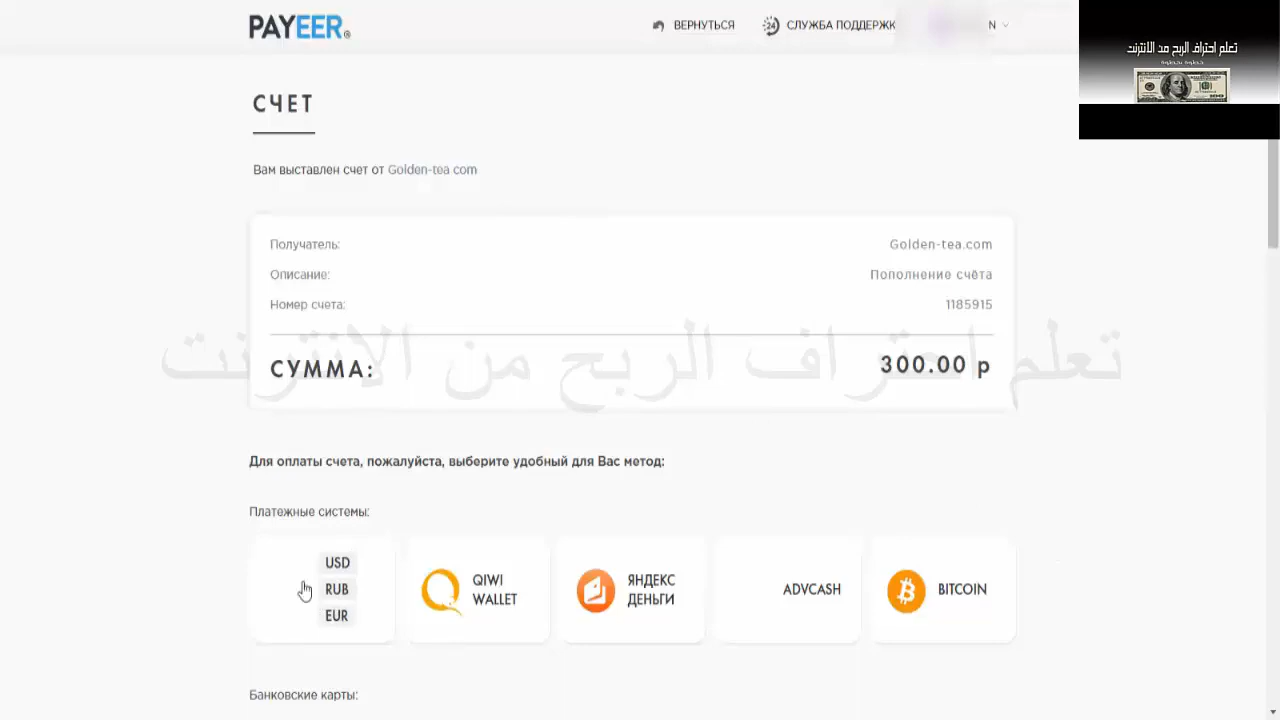 PAYEER®
ВЕРНУТЬСЯ
СЛУЖБА ПОДДЕРЖК
N
تعلم احتراف الربح من الانترنت
خطوة بخطوة
СЧЕТ
Вам выставлен счет от Golden-tea com
Получатель: Golden-tea.com
Описание: Пополнение счёта
Номер счета: 1185915
تعلم احتراف الربح من الانترنت
СУММА: 300.00 р
Для оплаты счета, пожалуйста, выберите удобный для Вас метод:
Платежные системы:
USD
RUB
EUR
QIWI
WALLET
ЯНДЕКС
ДЕНЬГИ
ADVCASH
BITCOIN
Банковские карты: